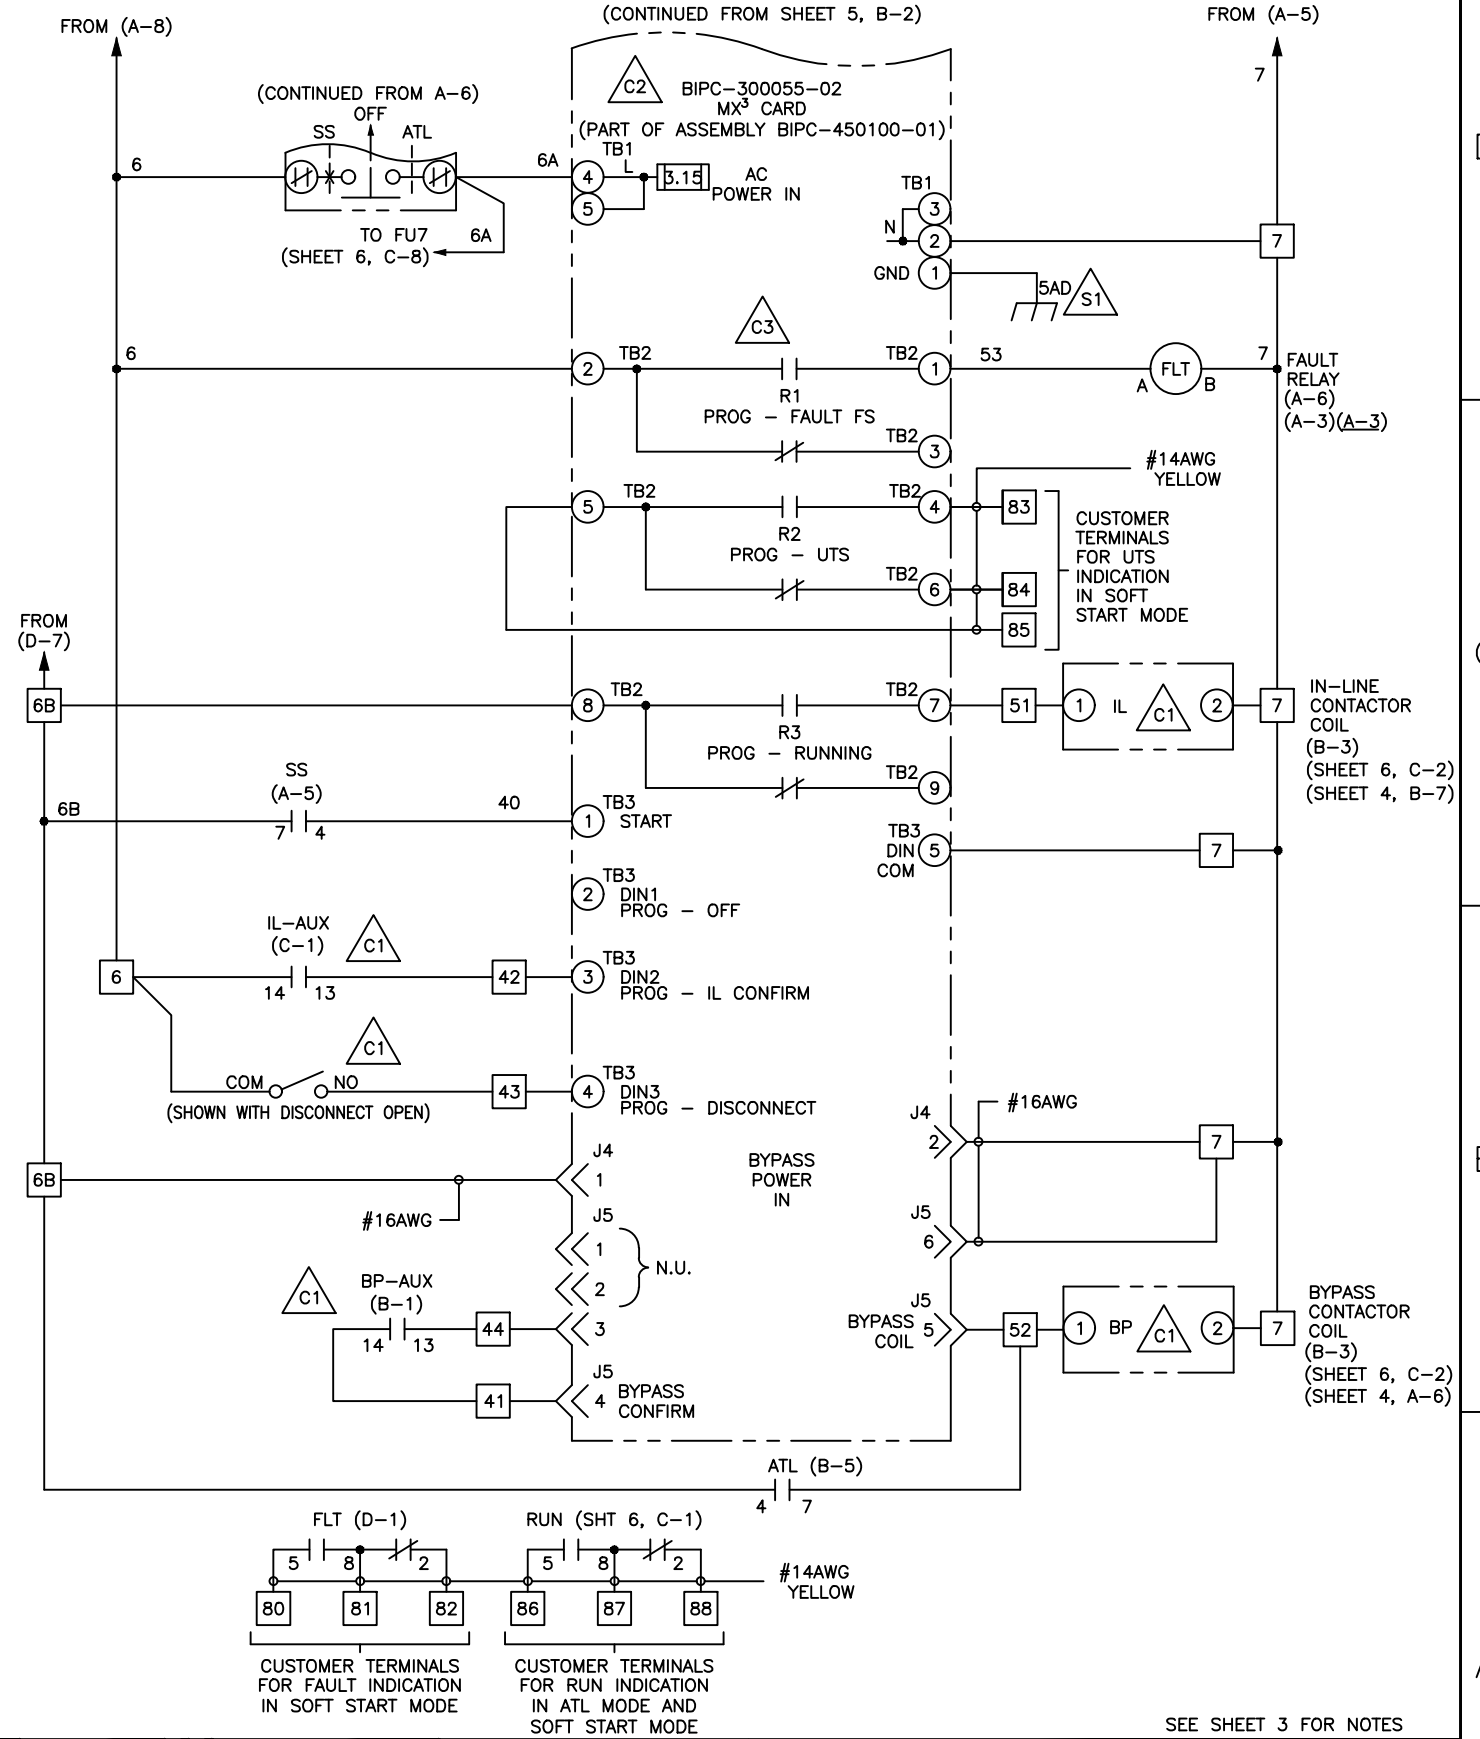 (CONTINUED FROM SHEET 5, B-2)
FROM (A-8)
FROM (A-5)
7
C2
BIPC-300055-02
MX³ CARD
(PART OF ASSEMBLY BIPC-450100-01)
(CONTINUED FROM A-6)
OFF
SS
ATL
6
6A
4
TB1
L
3.15
AC
POWER IN
5
TO FU7
6A
(SHEET 6, C-8)
TB1
3
N
2
7
GND
1
5AD
S1
C3
6
2
TB2
R1
PROG - FAULT FS
TB2
1
53
A
FLT
B
7
FAULT
RELAY
(A-6)
(A-3)(A-3)
TB2
3
#14AWG
YELLOW
5
TB2
R2
PROG - UTS
TB2
4
83
TB2
6
84
85
CUSTOMER
TERMINALS
FOR UTS
INDICATION
IN SOFT
START MODE
FROM
(D-7)
6B
8
TB2
R3
PROG - RUNNING
TB2
7
51
1
IL
C1
2
7
IN-LINE
CONTACTOR
COIL
(B-3)
(SHEET 6, C-2)
(SHEET 4, B-7)
TB2
9
6B
SS
(A-5)
7
4
40
1
TB3
START
TB3
DIN
COM
5
7
2
TB3
DIN1
PROG - OFF
6
IL-AUX
(C-1)
C1
14
13
42
3
TB3
DIN2
PROG - IL CONFIRM
C1
COM
NO
(SHOWN WITH DISCONNECT OPEN)
43
4
TB3
DIN3
PROG - DISCONNECT
#16AWG
J4
2
7
6B
#16AWG
J4
1
BYPASS
POWER
IN
J5
6
J5
1
2
N.U.
C1
BP-AUX
(B-1)
14
13
44
3
BYPASS
COIL
J5
5
52
1
BP
C1
2
7
BYPASS
CONTACTOR
COIL
(B-3)
(SHEET 6, C-2)
(SHEET 4, A-6)
41
J5
4
BYPASS
CONFIRM
ATL (B-5)
4
7
FLT (D-1)
5
8
2
RUN (SHT 6, C-1)
5
8
2
#14AWG
YELLOW
80
81
82
86
87
88
CUSTOMER TERMINALS
FOR FAULT INDICATION
IN SOFT START MODE
CUSTOMER TERMINALS
FOR RUN INDICATION
IN ATL MODE AND
SOFT START MODE
SEE SHEET 3 FOR NOTES